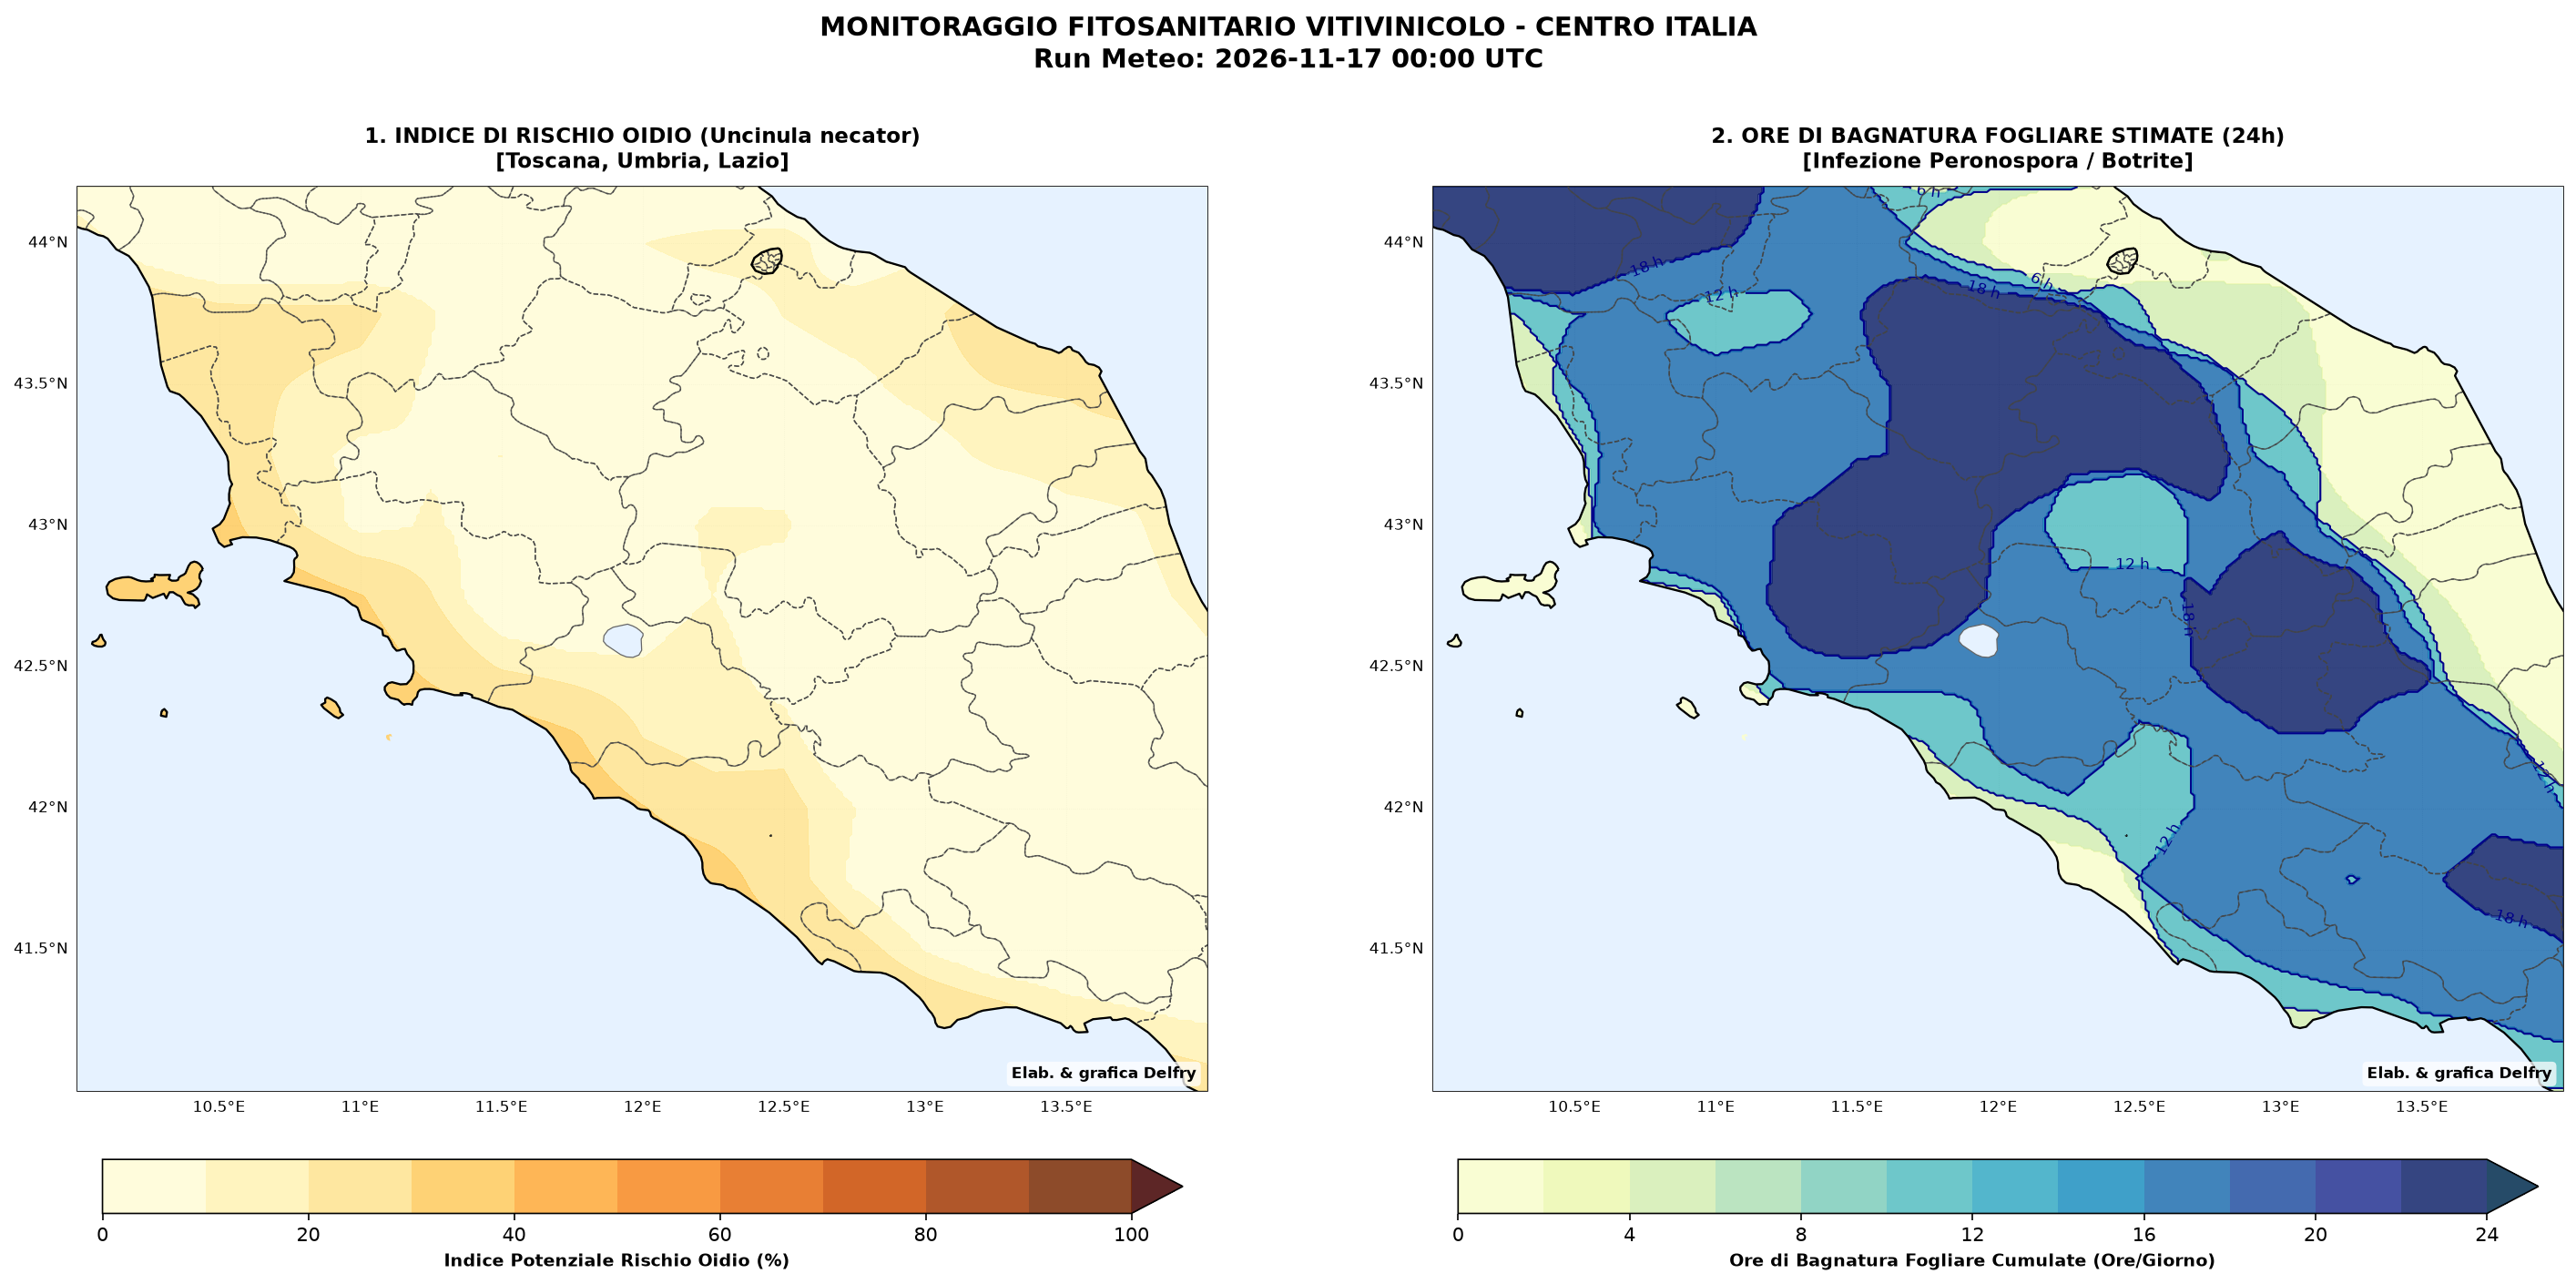 MONITORAGGIO FITOSANITARIO VITIVINICOLO - CENTRO ITALIA
Run Meteo: 2026-11-17 00:00 UTC
1. INDICE DI RISCHIO OIDIO (Uncinula necator)
[Toscana, Umbria, Lazio]
44°N
43.5°N
43°N
42.5°N
42°N
41.5°N
Elab. & grafica Delfry
10.5°E 11°E 11.5°E 12°E 12.5°E 13°E 13.5°E
0 20 40 60 80 100
Indice Potenziale Rischio Oidio (%)
2. ORE DI BAGNATURA FOGLIARE STIMATE (24h)
[Infezione Peronospora / Botrite]
6 h
44°N
18 h
6 h
18 h
12 h
43.5°N
43°N
12 h
18 h
42.5°N
12 h
42°N
12 h
18 h
41.5°N
Elab. & grafica Delfry
10.5°E 11°E 11.5°E 12°E 12.5°E 13°E 13.5°E
0 4 8 12 16 20 24
Ore di Bagnatura Fogliare Cumulate (Ore/Giorno)